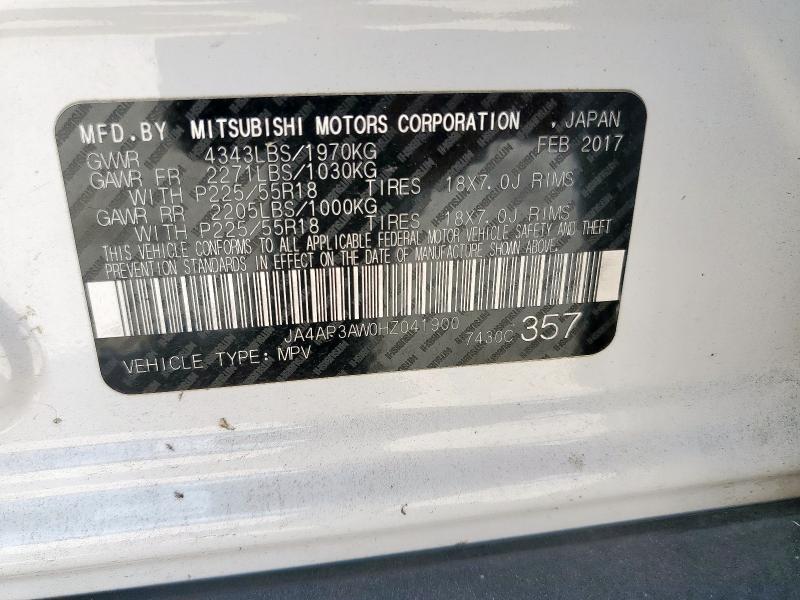 MFD.BY MITSUBISHI MOTORS CORPORATION , JAPAN
GVWR 4343LBS/1970KG FEB 2017
GAWR FR 2271LBS/1030KG
WITH P225/55R18 TIRES 18X7.0J RIMS
GAWR RR 2205LBS/1000KG
WITH P225/55R18 TIRES 18X7.0J RIMS
THIS VEHICLE CONFORMS TO ALL APPLICABLE FEDERAL MOTOR VEHICLE SAFETY AND THEFT
PREVENTION STANDARDS IN EFFECT ON THE DATE OF MANUFACTURE SHOWN ABOVE.
JA4AP3AW0HZ041900 7430C 357
VEHICLE TYPE: MPV